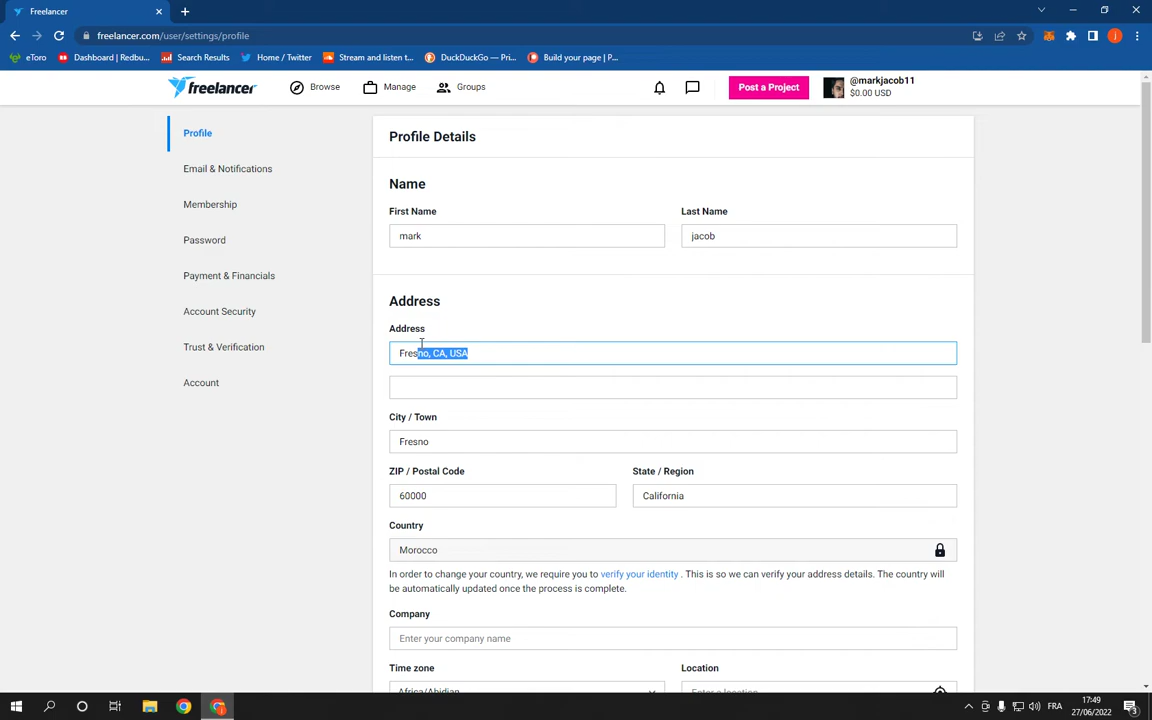 Freelancer
freelancer.com/user/settings/profile
eToro
Dashboard | Redbu...
Search Results
Home / Twitter
Stream and listen t...
DuckDuckGo — Pri...
Build your page | P...
freelancer
Browse
Manage
Groups
Post a Project
@markjacob11
$0.00 USD
Profile
Email & Notifications
Membership
Password
Payment & Financials
Account Security
Trust & Verification
Account
Profile Details
Name
First Name
Last Name
mark
jacob
Address
Address
Fresno, CA, USA
City / Town
Fresno
ZIP / Postal Code
State / Region
60000
California
Country
Morocco
In order to change your country, we require you to verify your identity . This is so we can verify your address details. The country will
be automatically updated once the process is complete.
Company
Enter your company name
Time zone
Location
Africa/Abidjan
Enter a location
FRE
17:49
27/06/2022
3